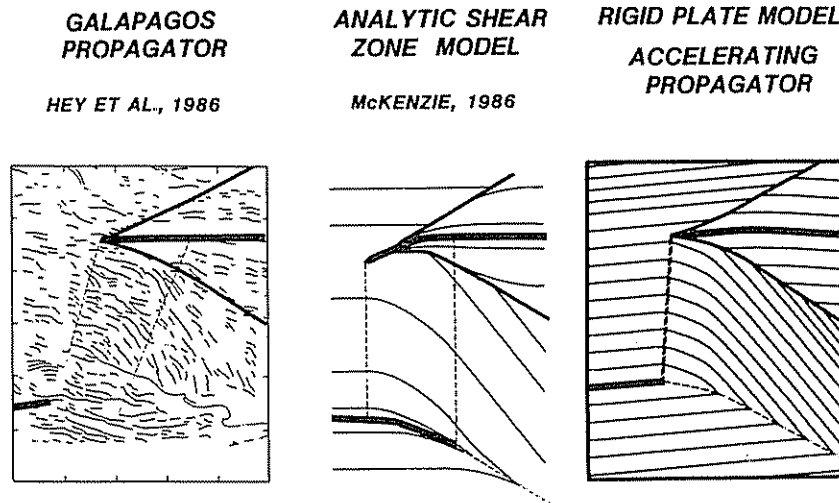 GALAPAGOS
PROPAGATOR
HEY ET AL., 1986
ANALYTIC SHEAR
ZONE MODEL
McKENZIE, 1986
RIGID PLATE MODEL
ACCELERATING
PROPAGATOR